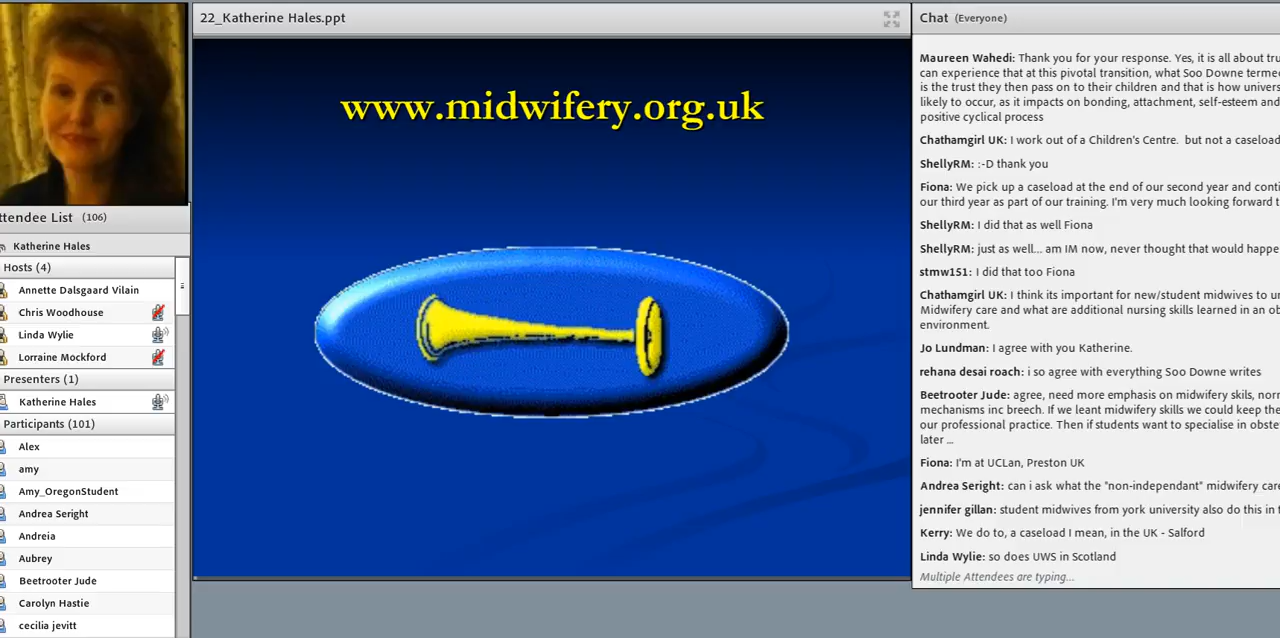 22_Katherine Hales.ppt
www.midwifery.org.uk
ttendee List (106)
Katherine Hales
Hosts (4)
Annette Dalsgaard Vilain
Chris Woodhouse
Linda Wylie
Lorraine Mockford
Presenters (1)
Katherine Hales
Participants (101)
Alex
amy
Amy_OregonStudent
Andrea Seright
Andreia
Aubrey
Beetrooter Jude
Carolyn Hastie
cecilia jevitt
Chat (Everyone)
Maureen Wahedi: Thank you for your response. Yes, it is all about tru
can experience that at this pivotal transition, what Soo Downe terme
is the trust they then pass on to their children and that is how univers
likely to occur, as it impacts on bonding, attachment, self-esteem and
positive cyclical process
Chathamgirl UK: I work out of a Children's Centre. but not a caseload
ShellyRM: :-D thank you
Fiona: We pick up a caseload at the end of our second year and conti
our third year as part of our training. I'm very much looking forward t
ShellyRM: I did that as well Fiona
ShellyRM: just as well... am IM now, never thought that would happe
stmw151: I did that too Fiona
Chathamgirl UK: I think its important for new/student midwives to u
Midwifery care and what are additional nursing skills learned in an ob
environment.
Jo Lundman: I agree with you Katherine.
rehana desai roach: i so agree with everything Soo Downe writes
Beetrooter Jude: agree, need more emphasis on midwifery skils, nor
mechanisms inc breech. If we leant midwifery skills we could keep the
our professional practice. Then if students want to specialise in obste
later ...
Fiona: I'm at UCLan, Preston UK
Andrea Seright: can i ask what the "non-independant" midwifery care
jennifer gillan: student midwives from york university also do this in t
Kerry: We do to, a caseload I mean, in the UK - Salford
Linda Wylie: so does UWS in Scotland
Multiple Attendees are typing...